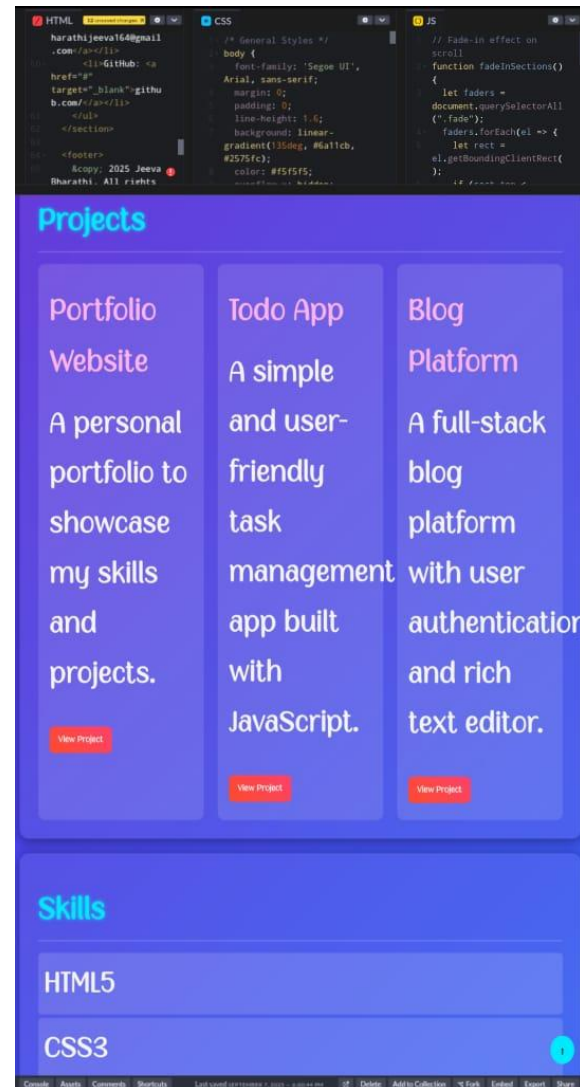 HTML
12 unsaved changes ×
harathijeeva164@gmail
.com</a></li>
<li>GitHub: <a
href="#"
target="_blank">githu
b.com/</a></li>
</ul>
</section>
<footer>
&copy; 2025 Jeeva
Bharathi. All rights
CSS
/* General Styles */
body {
font-family: 'Segoe UI',
Arial, sans-serif;
margin: 0;
padding: 0;
line-height: 1.6;
background: linear-
gradient(135deg, #6a11cb,
#2575fc);
color: #f5f5f5;
JS
// Fade-in effect on
scroll
function fadeInSections()
{
let faders =
document.querySelectorAll
(".fade");
faders.forEach(el => {
let rect =
el.getBoundingClientRect(
);
Projects
Portfolio
Website
A personal
portfolio to
showcase
my skills
and
projects.
View Project
Todo App
A simple
and user-
friendly
task
management
app built
with
JavaScript.
View Project
Blog
Platform
A full-stack
blog
platform
with user
authentication
and rich
text editor.
View Project
Skills
HTML5
CSS3
Console Assets Comments Shortcuts
Delete Add to Collection Fork Embed Export Share